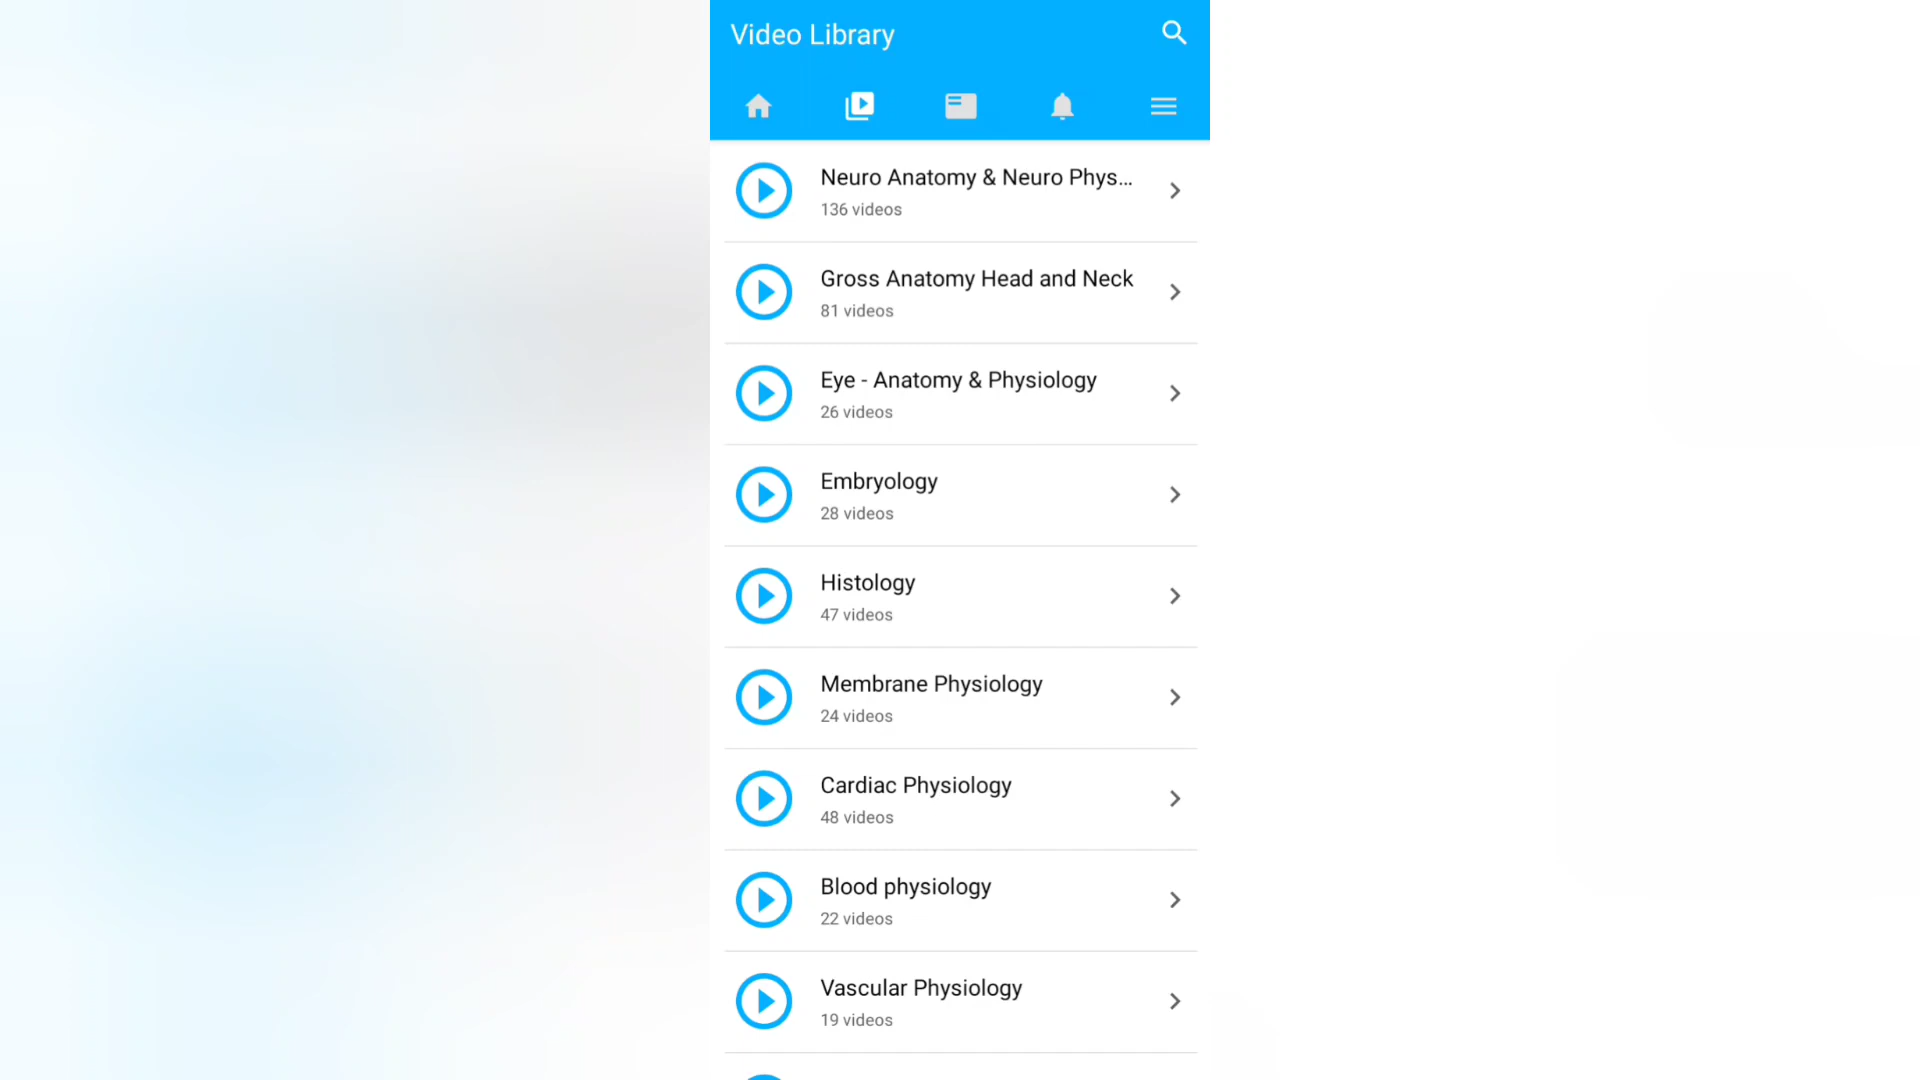 Video Library
Neuro Anatomy & Neuro Phys...
136 videos
Gross Anatomy Head and Neck
81 videos
Eye - Anatomy & Physiology
26 videos
Embryology
28 videos
Histology
47 videos
Membrane Physiology
24 videos
Cardiac Physiology
48 videos
Blood physiology
22 videos
Vascular Physiology
19 videos